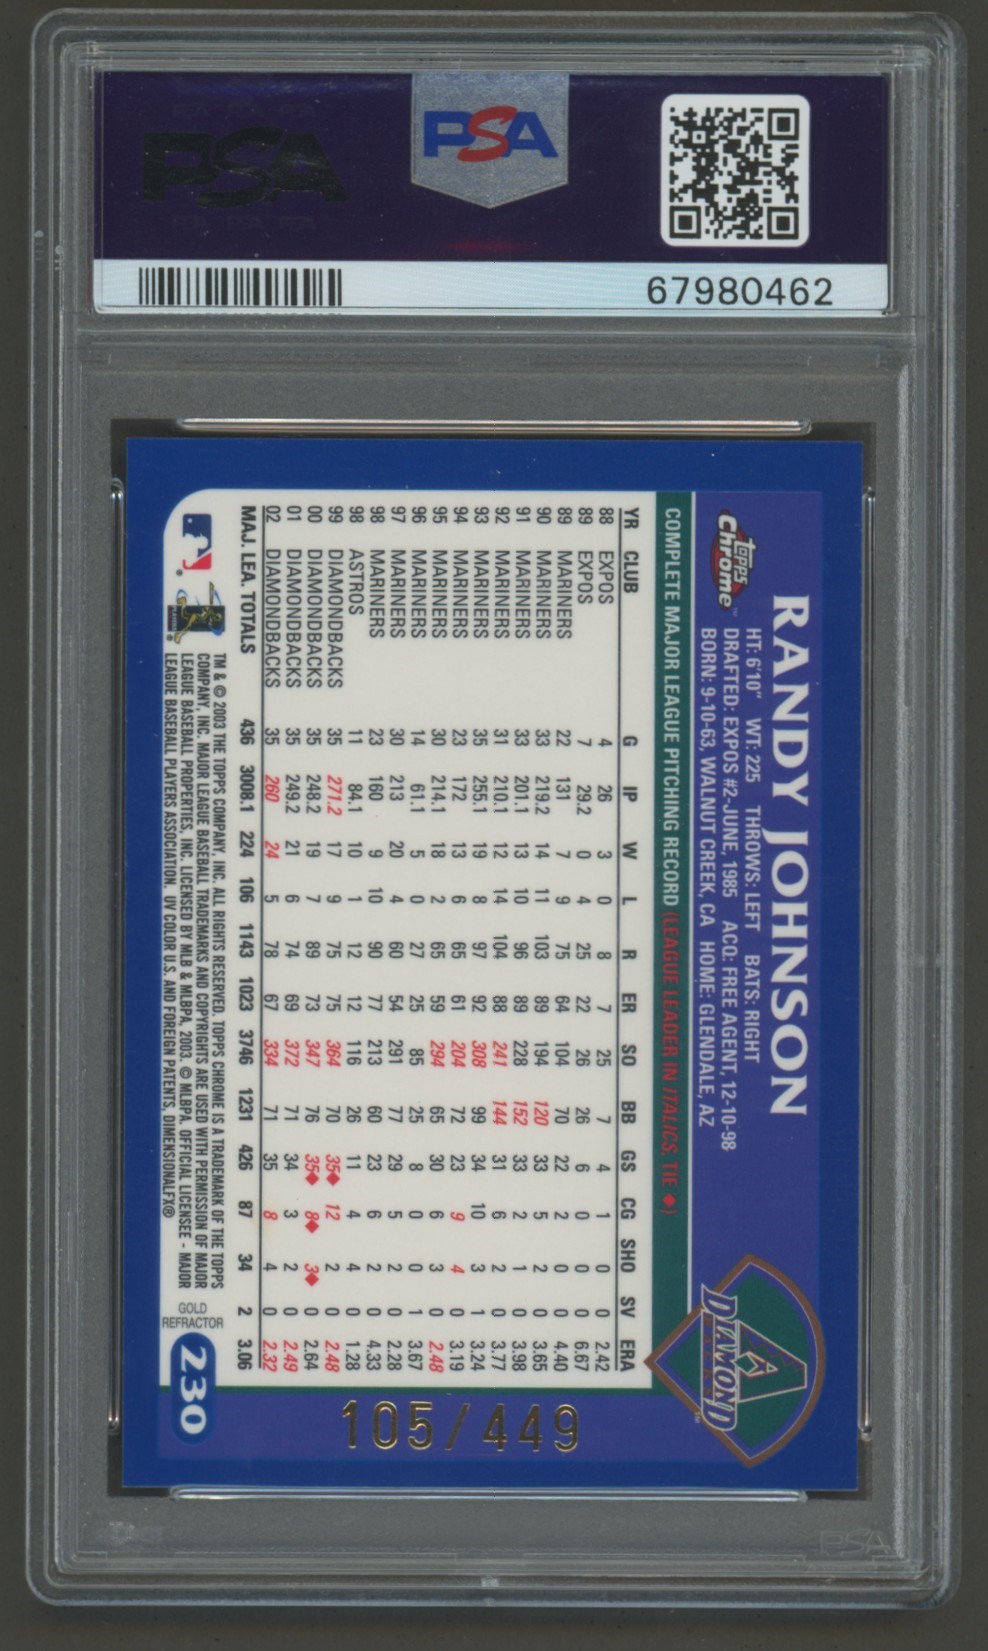 PSA
PSA
67980462
Topps Chrome
RANDY JOHNSON
HT: 6'10" WT: 225 THROWS: LEFT BATS: RIGHT
DRAFTED: EXPOS #2-JUNE, 1985 ACQ: FREE AGENT, 12-10-98
BORN: 9-10-63, WALNUT CREEK, CA HOME: GLENDALE, AZ
DIAMOND BACKS ™
COMPLETE MAJOR LEAGUE PITCHING RECORD (LEAGUE LEADER IN ITALICS, TIE ♦)
YR CLUB G IP W L R ER SO BB GS CG SHO SV ERA
88 EXPOS 4 26 3 0 8 7 25 7 4 1 0 0 2.42
89 EXPOS 7 29.2 0 4 25 22 26 26 6 0 0 0 6.67
89 MARINERS 22 131 7 9 75 64 104 70 22 2 0 0 4.40
90 MARINERS 33 219.2 14 11 103 89 194 120 33 5 2 0 3.65
91 MARINERS 33 201.1 13 10 96 89 228 152 33 2 1 0 3.98
92 MARINERS 31 210.1 12 14 104 88 241 144 31 6 2 0 3.77
93 MARINERS 35 255.1 19 8 97 92 308 99 34 10 3 1 3.24
94 MARINERS 23 172 13 6 65 61 204 72 23 9 4 0 3.19
95 MARINERS 30 214.1 18 2 65 59 294 65 30 6 3 0 2.48
96 MARINERS 14 61.1 5 0 27 25 85 25 8 0 0 1 3.67
97 MARINERS 30 213 20 4 60 54 291 77 29 5 2 0 2.28
98 MARINERS 23 160 9 10 90 77 213 60 23 6 2 0 4.33
98 ASTROS 11 84.1 10 1 12 12 116 26 11 4 4 0 1.28
99 DIAMONDBACKS 35 271.2 17 9 75 75 364 70 35♦ 12 2 0 2.48
00 DIAMONDBACKS 35 248.2 19 7 89 73 347 76 35♦ 8♦ 3♦ 0 2.64
01 DIAMONDBACKS 35 249.2 21 6 74 69 372 71 34 3 2 0 2.49
02 DIAMONDBACKS 35 260 24 5 78 67 334 71 35 8 4 0 2.32
MAJ. LEA. TOTALS 436 3008.1 224 106 1143 1023 3746 1231 426 87 34 2 3.06
TM & © 2003 THE TOPPS COMPANY, INC. ALL RIGHTS RESERVED. TOPPS CHROME IS A TRADEMARK OF THE TOPPS
COMPANY, INC. MAJOR LEAGUE BASEBALL TRADEMARKS AND COPYRIGHTS ARE USED WITH PERMISSION OF MAJOR
LEAGUE BASEBALL PROPERTIES, INC. LICENSED BY MLB & MLBPA, 2003. © MLBPA. OFFICIAL LICENSEE - MAJOR
LEAGUE BASEBALL PLAYERS ASSOCIATION. UV COLOR U.S. AND FOREIGN PATENTS, DIMENSIONALFX®
GOLD
REFRACTOR
230
105/449
PSA